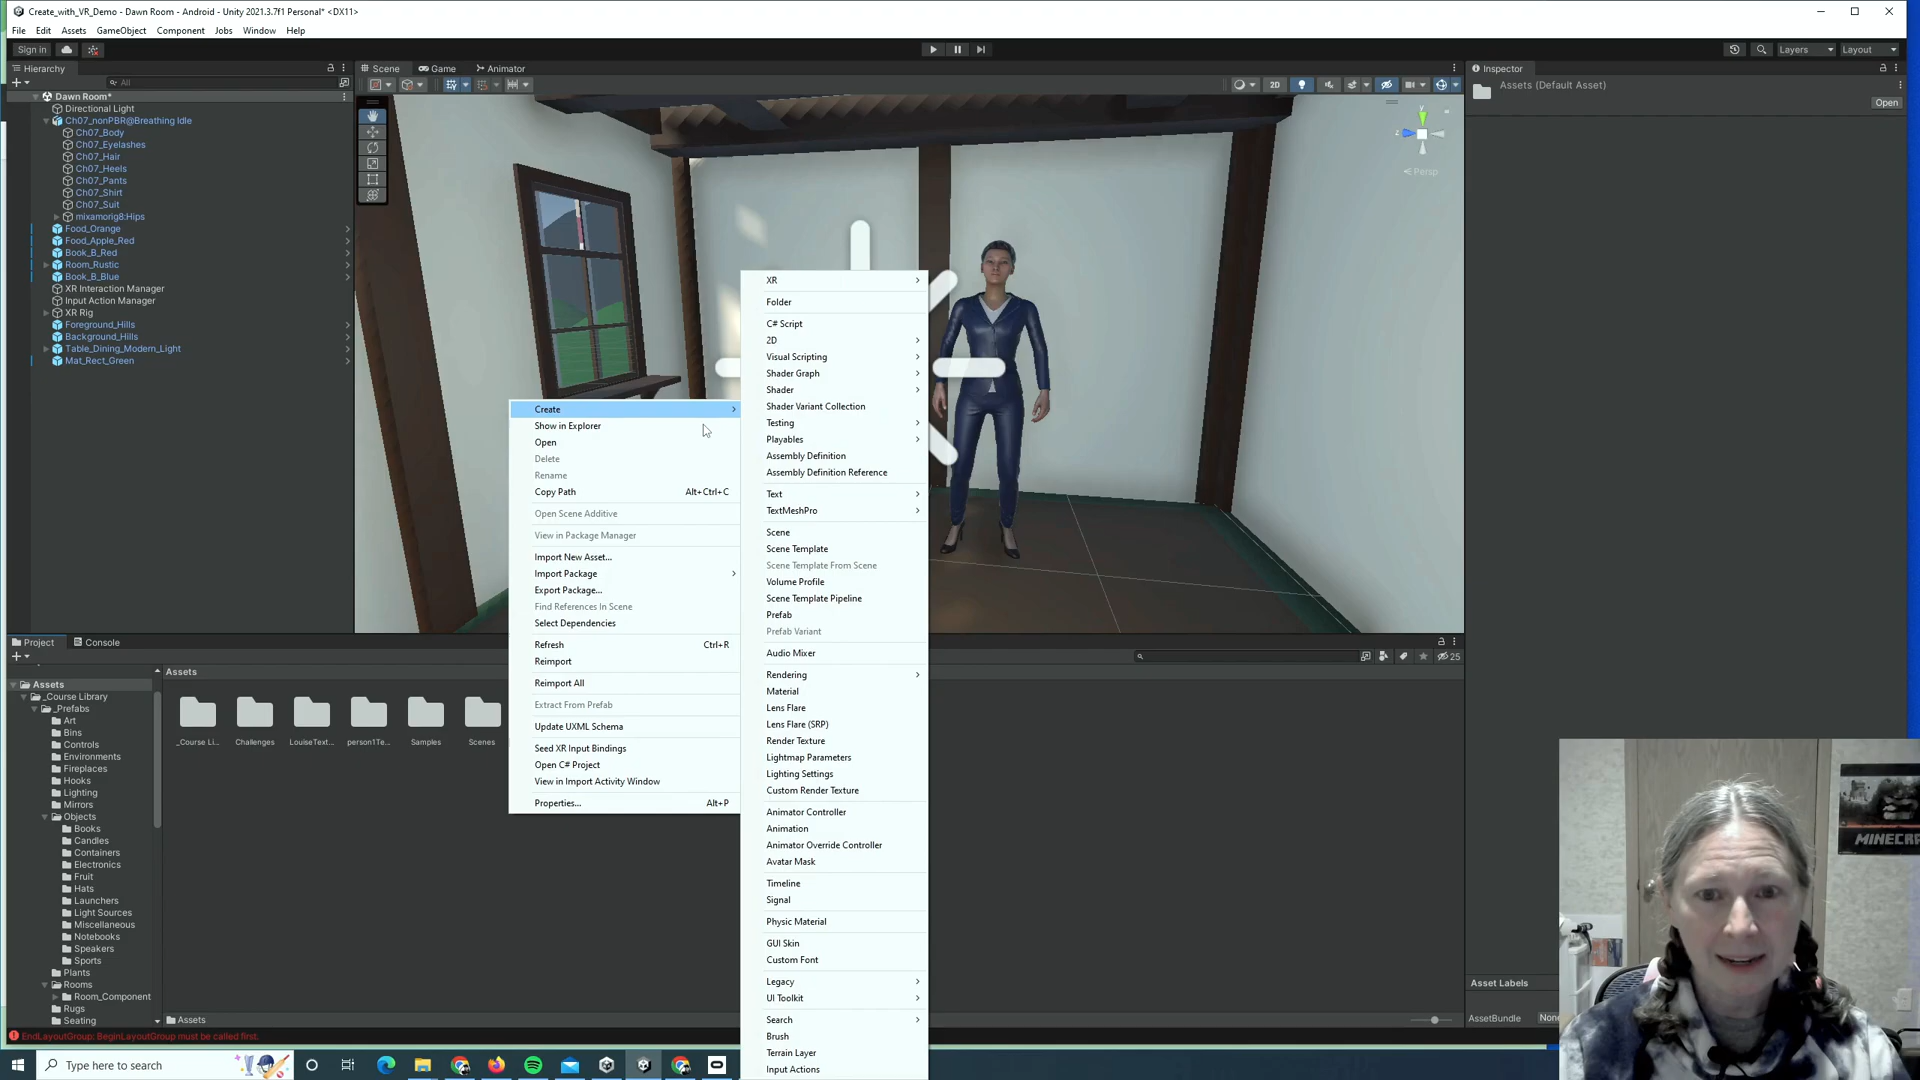 Create_with_VR_Demo - Dawn Room - Android - Unity 2021.3.7f1 Personal* <DX11>
File Edit Assets GameObject Component Jobs Window Help
Sign in
Layers
Layout
Hierarchy
All
Dawn Room*
Directional Light
Ch07_nonPBR@Breathing Idle
Ch07_Body
Ch07_Eyelashes
Ch07_Hair
Ch07_Heels
Ch07_Pants
Ch07_Shirt
Ch07_Suit
mixamorig8:Hips
Food_Orange
Food_Apple_Red
Book_B_Red
Room_Rustic
Book_B_Blue
XR Interaction Manager
Input Action Manager
XR Rig
Foreground_Hills
Background_Hills
Table_Dining_Modern_Light
Mat_Rect_Green
Scene
Game
Animator
2D
y
z
Persp
Inspector
Assets (Default Asset)
Open
Create
Show in Explorer
Open
Delete
Rename
Copy Path Alt+Ctrl+C
Open Scene Additive
View in Package Manager
Import New Asset...
Import Package
Export Package...
Find References In Scene
Select Dependencies
Refresh Ctrl+R
Reimport
Reimport All
Extract From Prefab
Update UXML Schema
Seed XR Input Bindings
Open C# Project
View in Import Activity Window
Properties... Alt+P
XR
Folder
C# Script
2D
Visual Scripting
Shader Graph
Shader
Shader Variant Collection
Testing
Playables
Assembly Definition
Assembly Definition Reference
Text
TextMeshPro
Scene
Scene Template
Scene Template From Scene
Volume Profile
Scene Template Pipeline
Prefab
Prefab Variant
Audio Mixer
Rendering
Material
Lens Flare
Lens Flare (SRP)
Render Texture
Lightmap Parameters
Lighting Settings
Custom Render Texture
Animator Controller
Animation
Animator Override Controller
Avatar Mask
Timeline
Signal
Physic Material
GUI Skin
Custom Font
Legacy
UI Toolkit
Search
Brush
Terrain Layer
Input Actions
Project
Console
25
Assets
_Course Library
_Prefabs
Art
Bins
Controls
Environments
Fireplaces
Hooks
Lighting
Mirrors
Objects
Books
Candles
Containers
Electronics
Fruit
Hats
Launchers
Light Sources
Miscellaneous
Notebooks
Speakers
Sports
Plants
Rooms
Room_Component
Rugs
Seating
Assets
_Course Li...
Challenges
LouiseText...
person1Te...
Samples
Scenes
Assets
EndLayoutGroup: BeginLayoutGroup must be called first.
Asset Labels
AssetBundle
None
MINECR
Type here to search